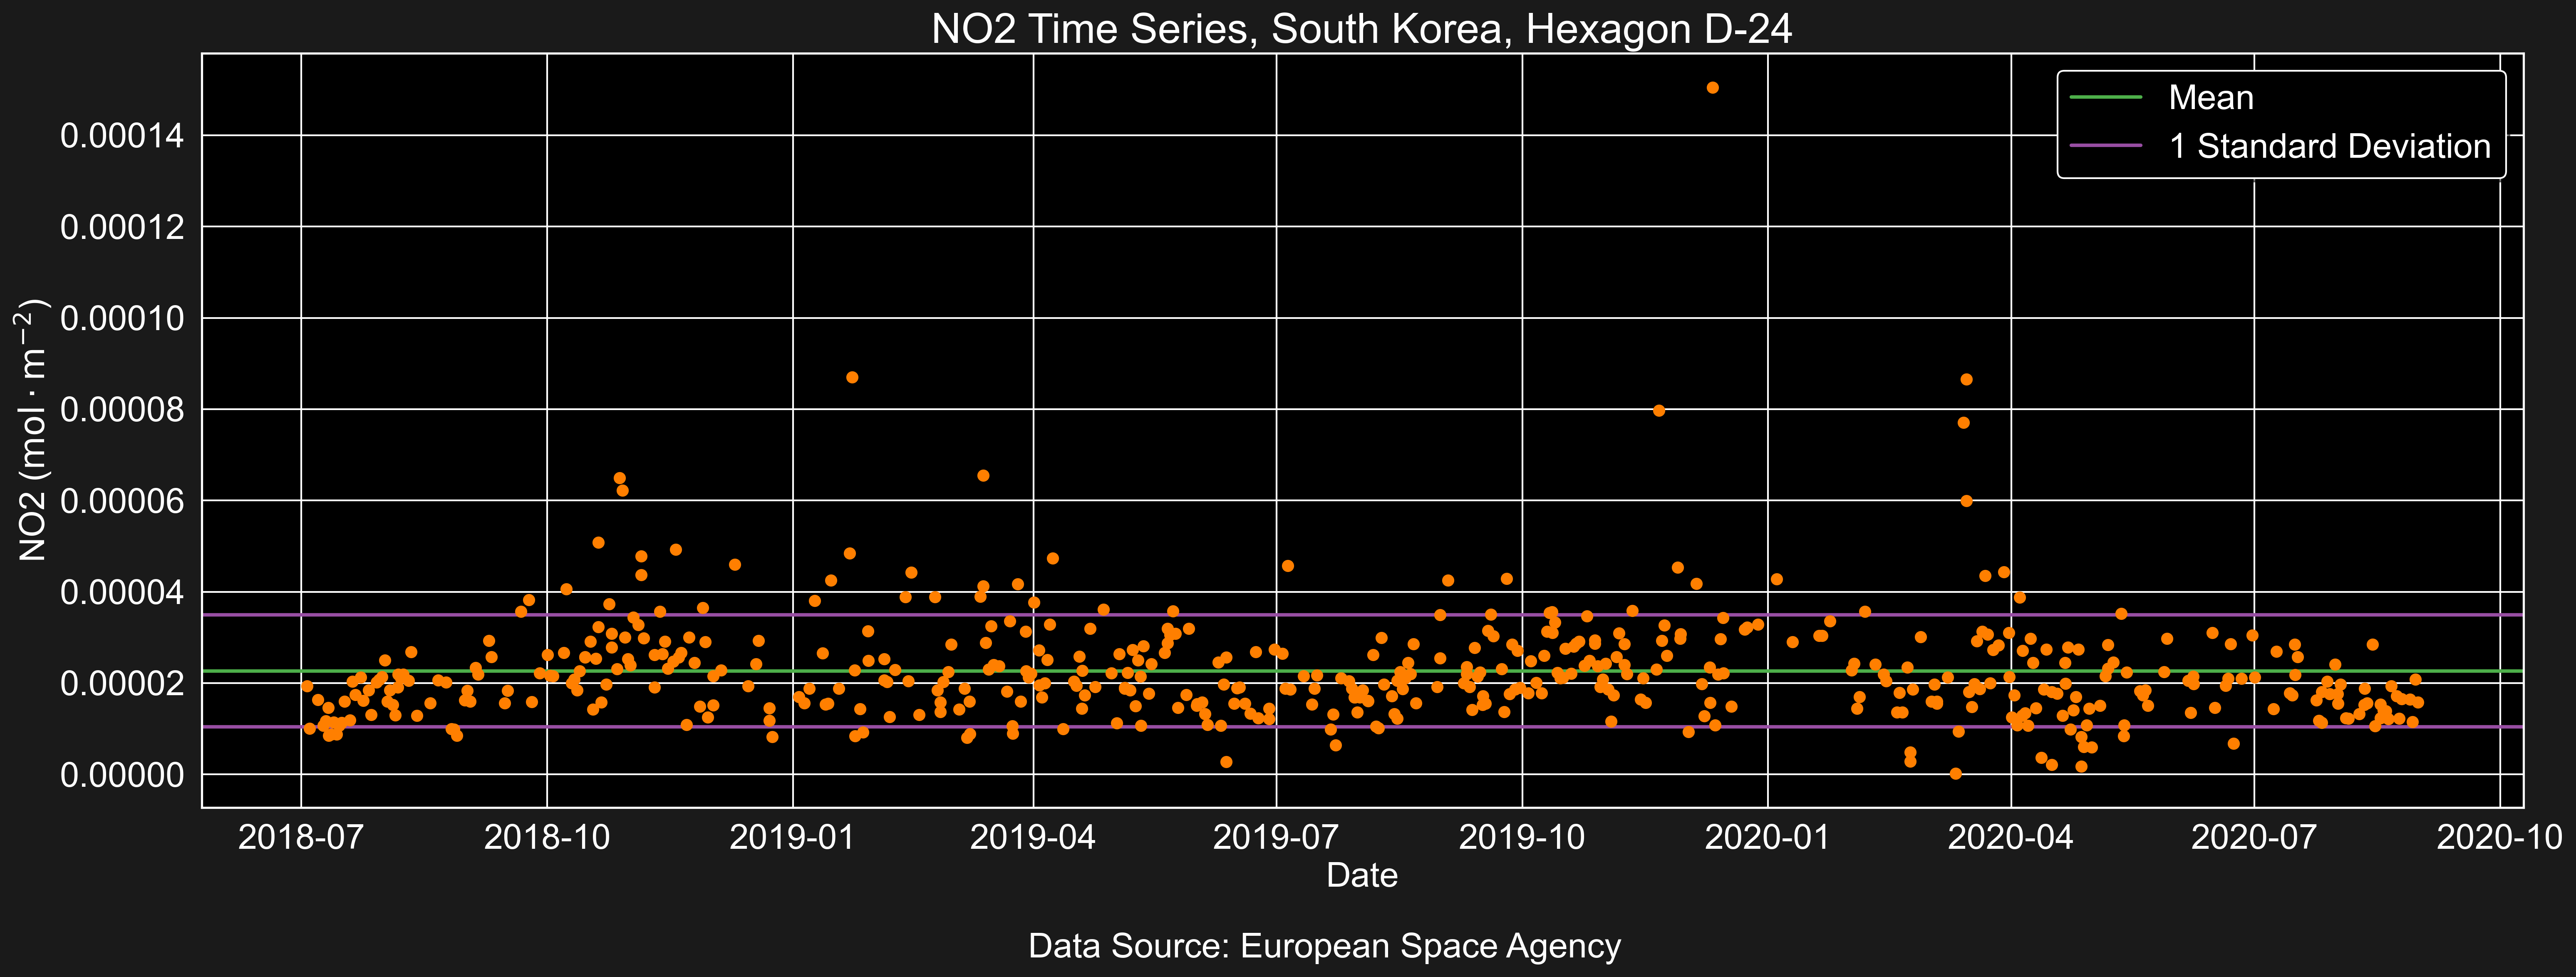 NO2 Time Series, South Korea, Hexagon D-24
Mean
1 Standard Deviation
NO2 (mol · m⁻²)
0.00014
0.00012
0.00010
0.00008
0.00006
0.00004
0.00002
0.00000
2018-07 2018-10 2019-01 2019-04 2019-07 2019-10 2020-01 2020-04 2020-07 2020-10
Date
Data Source: European Space Agency